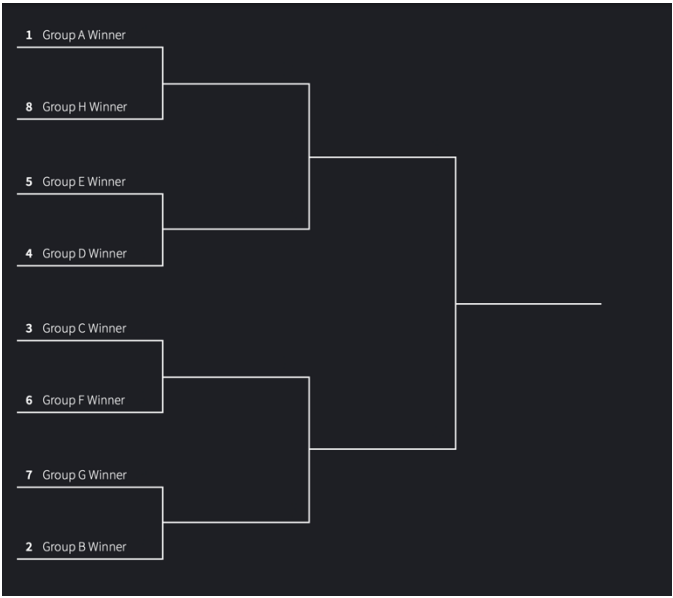 1 Group A Winner
8 Group H Winner
5 Group E Winner
4 Group D Winner
3 Group C Winner
6 Group F Winner
7 Group G Winner
2 Group B Winner